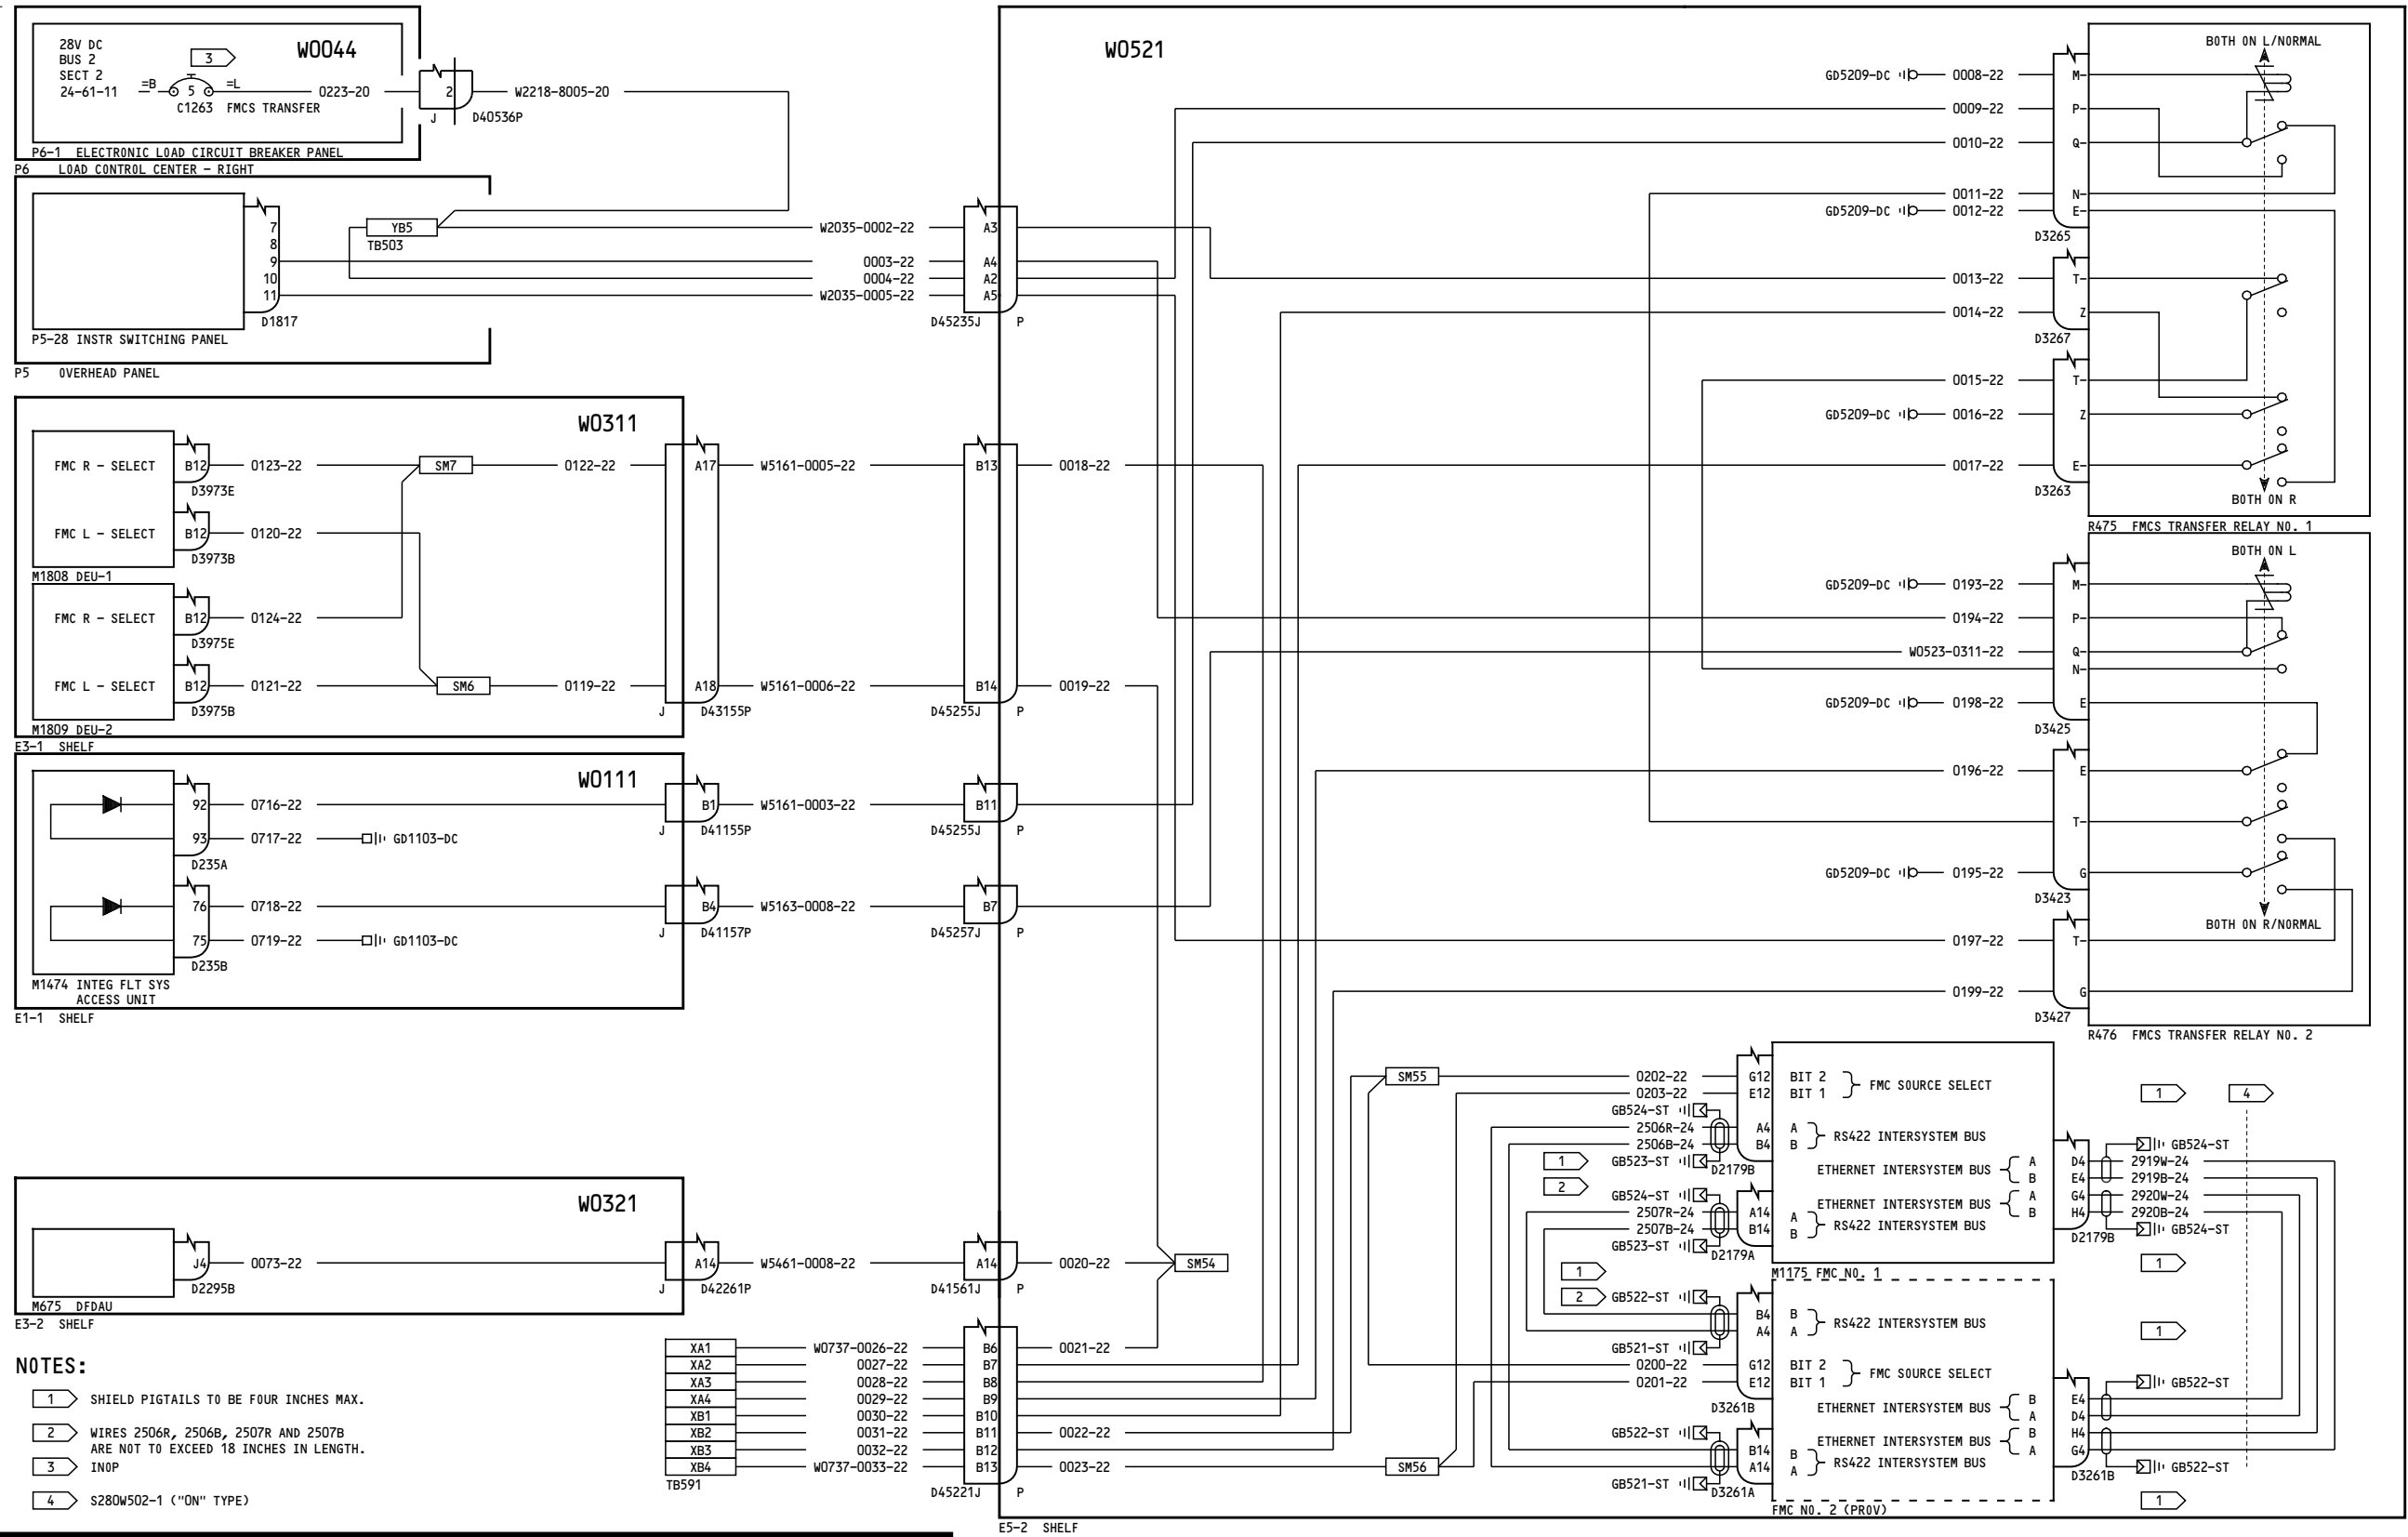 28V DC
BUS 2
SECT 2
24-61-11
=B
5
=L
3
C1263 FMCS TRANSFER
0223-20
W0044
2
J
D40536P
W2218-8005-20
P6-1 ELECTRONIC LOAD CIRCUIT BREAKER PANEL
P6 LOAD CONTROL CENTER - RIGHT
7
8
9
10
11
D1817
YB5
TB503
P5-28 INSTR SWITCHING PANEL
P5 OVERHEAD PANEL
W2035-0002-22
0003-22
0004-22
W2035-0005-22
A3
A4
A2
A5
D45235J P
W0311
FMC R - SELECT B12 0123-22 SM7 0122-22 A17 W5161-0005-22 B13 0018-22
D3973E
FMC L - SELECT B12 0120-22
D3973B
M1808 DEU-1
FMC R - SELECT B12 0124-22
D3975E
FMC L - SELECT B12 0121-22 SM6 0119-22 A18 W5161-0006-22 B14 0019-22
D3975B
J D43155P
D45255J P
M1809 DEU-2
E3-1 SHELF
W0111
92 0716-22 B1 W5161-0003-22 B11
93 0717-22 GD1103-DC
J D41155P
D45255J P
D235A
76 0718-22 B4 W5163-0008-22 B7
75 0719-22 GD1103-DC
J D41157P
D45257J P
D235B
M1474 INTEG FLT SYS
ACCESS UNIT
E1-1 SHELF
W0321
J4 0073-22 A14 W5461-0008-22 A14 0020-22 SM54
D2295B
J D42261P
D41561J P
M675 DFDAU
E3-2 SHELF
XA1 W0737-0026-22 B6 0021-22
XA2 0027-22 B7
XA3 0028-22 B8
XA4 0029-22 B9
XB1 0030-22 B10
XB2 0031-22 B11 0022-22
XB3 0032-22 B12
XB4 W0737-0033-22 B13 0023-22 SM56
TB591
D45221J P
NOTES:
1 SHIELD PIGTAILS TO BE FOUR INCHES MAX.
2 WIRES 2506R, 2506B, 2507R AND 2507B
ARE NOT TO EXCEED 18 INCHES IN LENGTH.
3 INOP
4 S280W502-1 ("ON" TYPE)
W0521
GD5209-DC 0008-22 M-
0009-22 P-
0010-22 Q-
0011-22 N-
GD5209-DC 0012-22 E-
D3265
0013-22 T-
0014-22 Z
D3267
0015-22 T-
GD5209-DC 0016-22 Z
0017-22 E-
D3263
BOTH ON L/NORMAL
BOTH ON R
R475 FMCS TRANSFER RELAY NO. 1
BOTH ON L
GD5209-DC 0193-22 M-
0194-22 P-
W0523-0311-22 Q-
N-
GD5209-DC 0198-22 E
D3425
0196-22 E
T-
GD5209-DC 0195-22 G
D3423
0197-22 T-
0199-22 G
D3427
BOTH ON R/NORMAL
R476 FMCS TRANSFER RELAY NO. 2
SM55
0202-22 G12 BIT 2
0203-22 E12 BIT 1
FMC SOURCE SELECT
GB524-ST
2506R-24 A4 A
2506B-24 B4 B
RS422 INTERSYSTEM BUS
1
GB523-ST
D2179B
2
GB524-ST
2507R-24 A14 A
2507B-24 B14 B
RS422 INTERSYSTEM BUS
GB523-ST
D2179A
ETHERNET INTERSYSTEM BUS A D4 2919W-24
B E4 2919B-24
ETHERNET INTERSYSTEM BUS A G4 2920W-24
B H4 2920B-24
GB524-ST
GB524-ST
D2179B
1
4
1
M1175 FMC NO. 1
1
2
GB522-ST
B4 B
A4 A
RS422 INTERSYSTEM BUS
GB521-ST
0200-22 G12 BIT 2
0201-22 E12 BIT 1
FMC SOURCE SELECT
D3261B
GB522-ST
B14 B
A14 A
RS422 INTERSYSTEM BUS
GB521-ST
D3261A
ETHERNET INTERSYSTEM BUS B E4
A D4
ETHERNET INTERSYSTEM BUS B H4
A G4
1
GB522-ST
GB522-ST
D3261B
1
FMC NO. 2 (PROV)
E5-2 SHELF